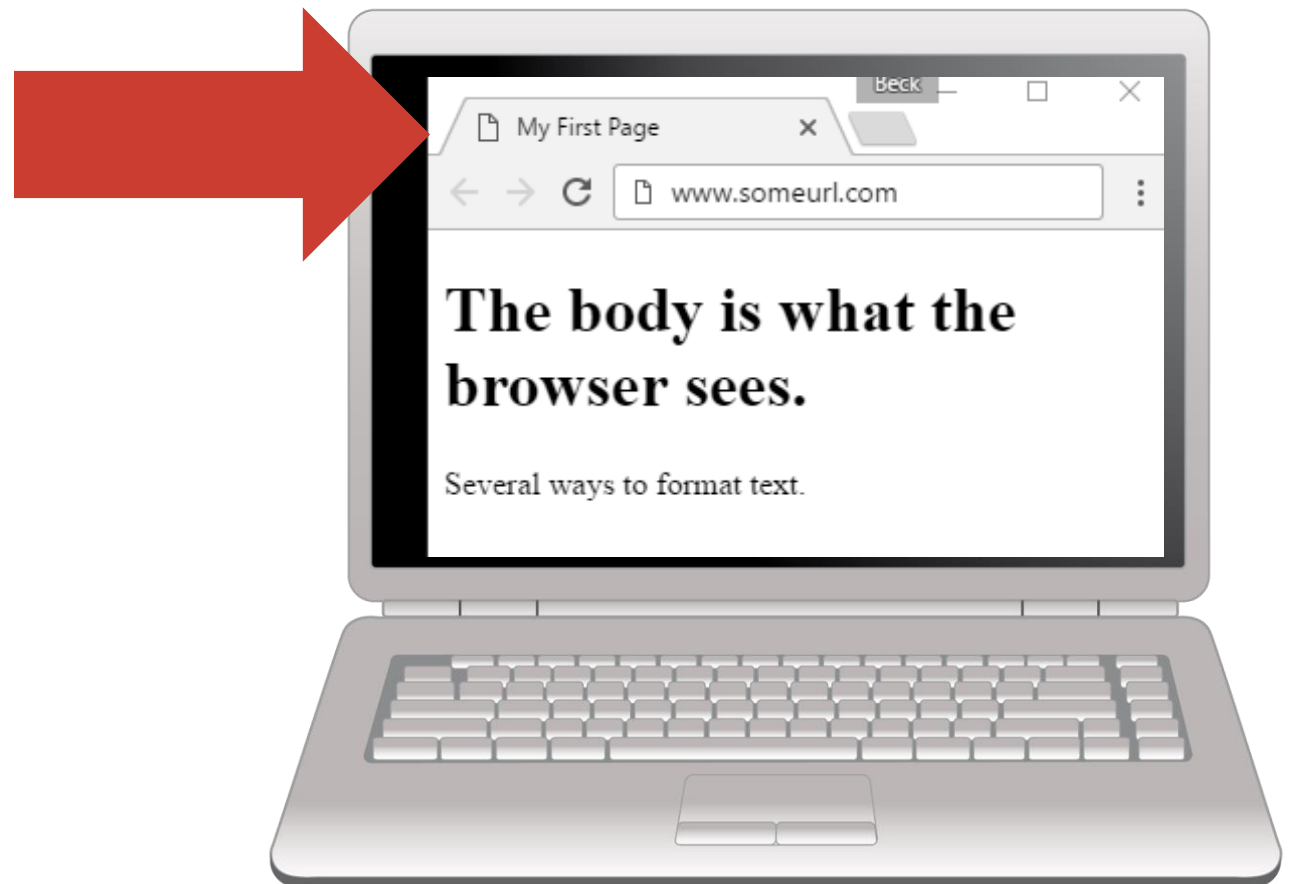 Beck
My First Page
www.someurl.com
The body is what the
browser sees.
Several ways to format text.